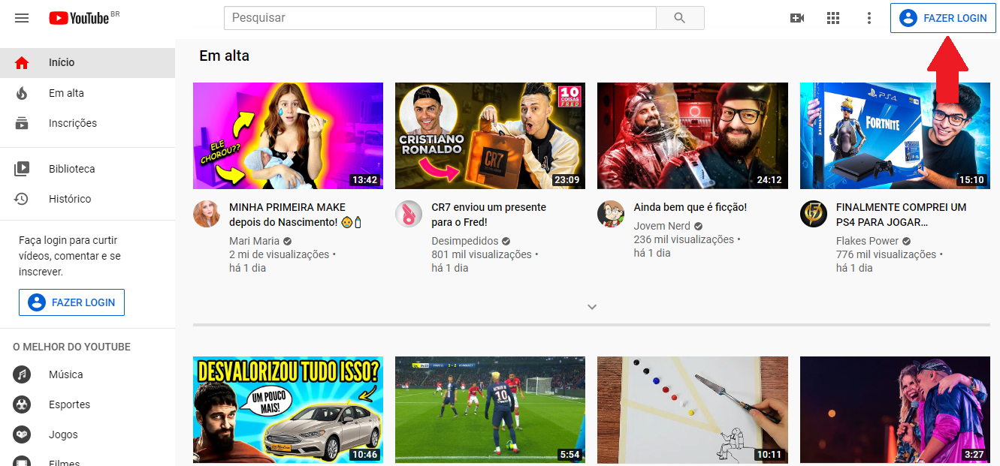 YouTube BR
Pesquisar
FAZER LOGIN
Início
Em alta
Inscrições
Biblioteca
Histórico
Faça login para curtir
vídeos, comentar e se
inscrever.
FAZER LOGIN
O MELHOR DO YOUTUBE
Música
Esportes
Jogos
Filmes
Em alta
ELE
CHOROU??
13:42
MINHA PRIMEIRA MAKE
depois do Nascimento!
Mari Maria
2 mi de visualizações •
há 1 dia
10
COISAS
FRED
CRISTIANO
RONALDO
CR7
23:09
CR7 enviou um presente
para o Fred!
Desimpedidos
801 mil visualizações •
há 1 dia
24:12
Ainda bem que é ficção!
Jovem Nerd
236 mil visualizações •
há 1 dia
PS4
FORTNITE
15:10
FINALMENTE COMPREI UM
PS4 PARA JOGAR...
Flakes Power
776 mil visualizações •
há 1 dia
DESVALORIZOU TUDO ISSO?
UM POUCO
MAIS!
10:46
10
5:54
10:11
3:27